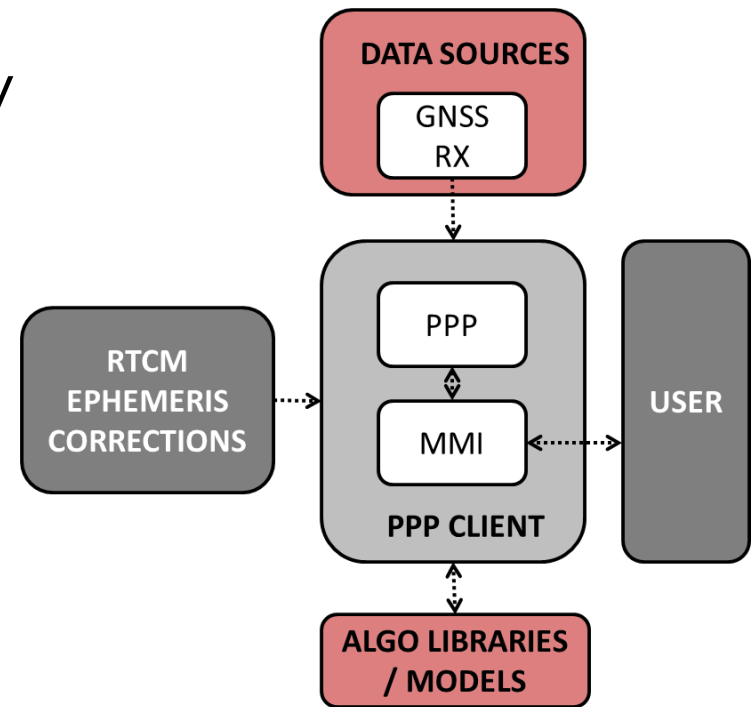 y
DATA SOURCES
GNSS
RX
RTCM
EPHEMERIS
CORRECTIONS
PPP
MMI
PPP CLIENT
USER
ALGO LIBRARIES
/ MODELS